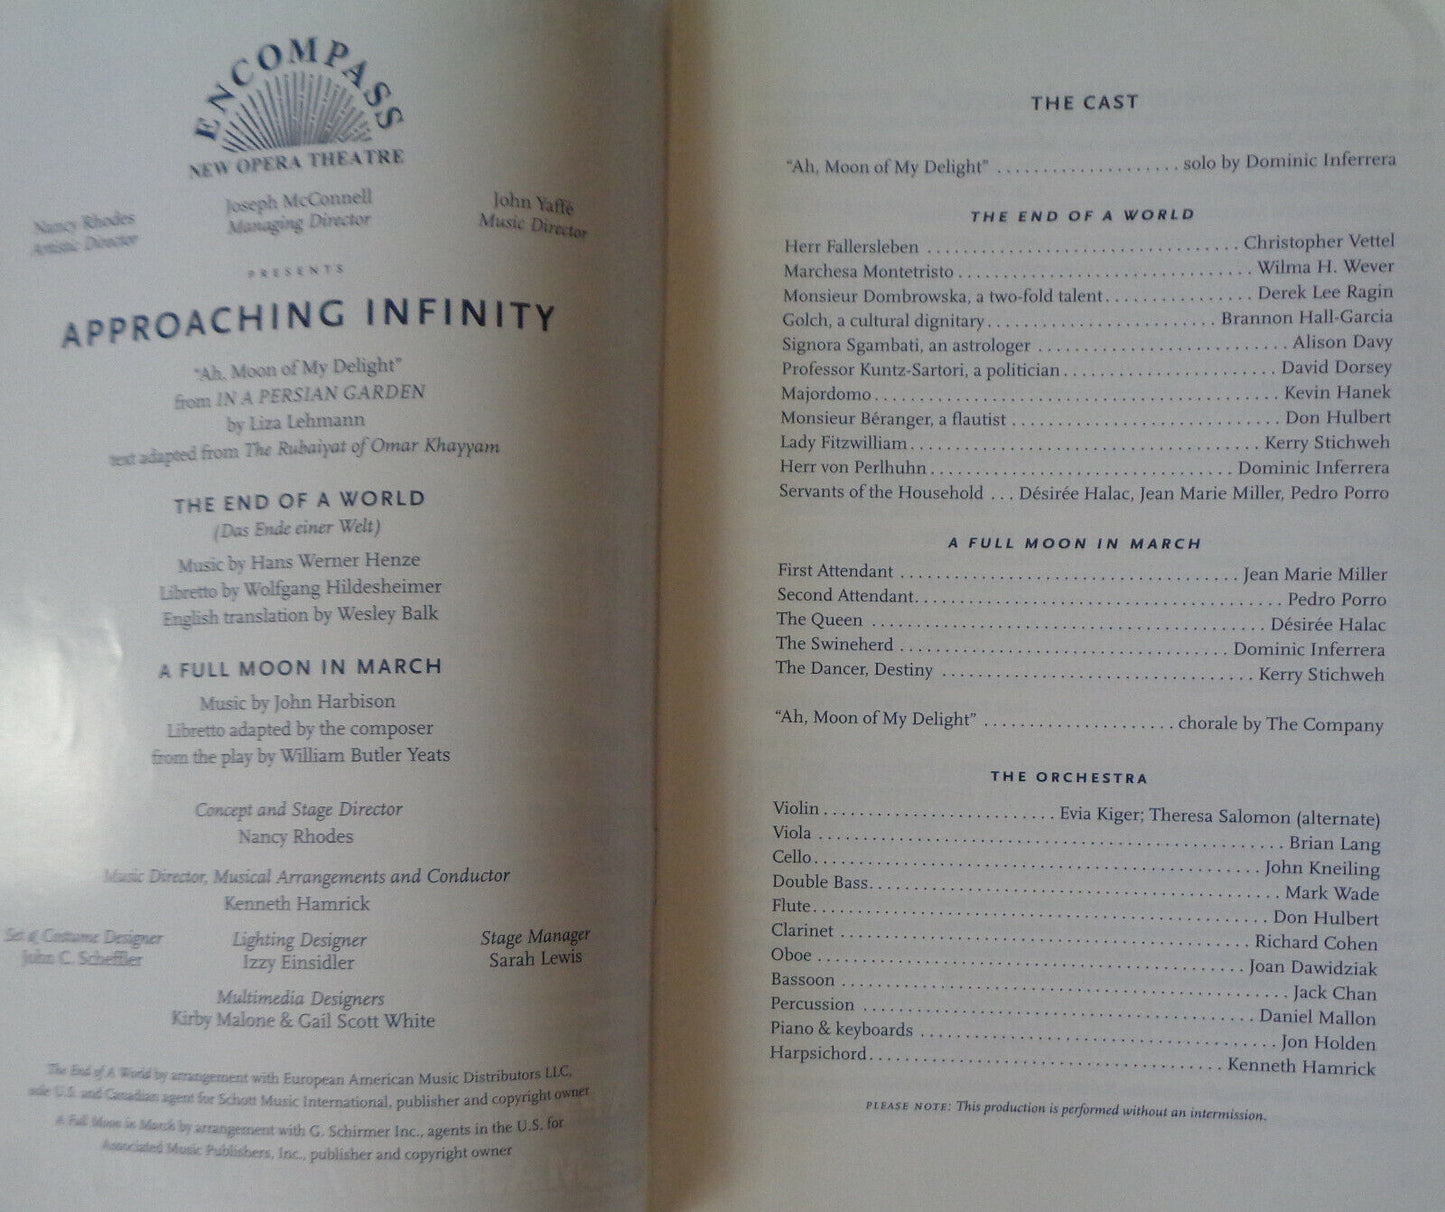 ENCOMPASS
NEW OPERA THEATRE
Nancy Rhodes
Artistic Director
Joseph McConnell
Managing Director
John Yaffé
Music Director
PRESENTS
APPROACHING INFINITY
"Ah, Moon of My Delight"
from IN A PERSIAN GARDEN
by Liza Lehmann
text adapted from The Rubaiyat of Omar Khayyam
THE END OF A WORLD
(Das Ende einer Welt)
Music by Hans Werner Henze
Libretto by Wolfgang Hildesheimer
English translation by Wesley Balk
A FULL MOON IN MARCH
Music by John Harbison
Libretto adapted by the composer
from the play by William Butler Yeats
Concept and Stage Director
Nancy Rhodes
Music Director, Musical Arrangements and Conductor
Kenneth Hamrick
Set & Costume Designer
John C. Scheffler
Lighting Designer
Izzy Einsidler
Stage Manager
Sarah Lewis
Multimedia Designers
Kirby Malone & Gail Scott White
The End of A World by arrangement with European American Music Distributors LLC,
sole U.S. and Canadian agent for Schott Music International, publisher and copyright owner
A Full Moon in March by arrangement with G. Schirmer Inc., agents in the U.S. for
Associated Music Publishers, Inc., publisher and copyright owner
THE CAST
"Ah, Moon of My Delight" .................... solo by Dominic Inferrera
THE END OF A WORLD
Herr Fallersleben .................................. Christopher Vettel
Marchesa Montetristo ................................ Wilma H. Wever
Monsieur Dombrowska, a two-fold talent ................ Derek Lee Ragin
Golch, a cultural dignitary ......................... Brannon Hall-Garcia
Signora Sgambati, an astrologer ........................... Alison Davy
Professor Kuntz-Sartori, a politician ........................ David Dorsey
Majordomo ............................................. Kevin Hanek
Monsieur Béranger, a flautist .............................. Don Hulbert
Lady Fitzwilliam ....................................... Kerry Stichweh
Herr von Perlhuhn .................................. Dominic Inferrera
Servants of the Household ... Désirée Halac, Jean Marie Miller, Pedro Porro
A FULL MOON IN MARCH
First Attendant ..................................... Jean Marie Miller
Second Attendant ........................................ Pedro Porro
The Queen ........................................... Désirée Halac
The Swineherd .................................... Dominic Inferrera
The Dancer, Destiny .................................. Kerry Stichweh
"Ah, Moon of My Delight" ..................... chorale by The Company
THE ORCHESTRA
Violin .......................... Evia Kiger; Theresa Salomon (alternate)
Viola .................................................. Brian Lang
Cello ................................................ John Kneiling
Double Bass ............................................. Mark Wade
Flute .................................................. Don Hulbert
Clarinet ............................................ Richard Cohen
Oboe .............................................. Joan Dawidziak
Bassoon ................................................ Jack Chan
Percussion .......................................... Daniel Mallon
Piano & keyboards ...................................... Jon Holden
Harpsichord ...................................... Kenneth Hamrick
PLEASE NOTE: This production is performed without an intermission.